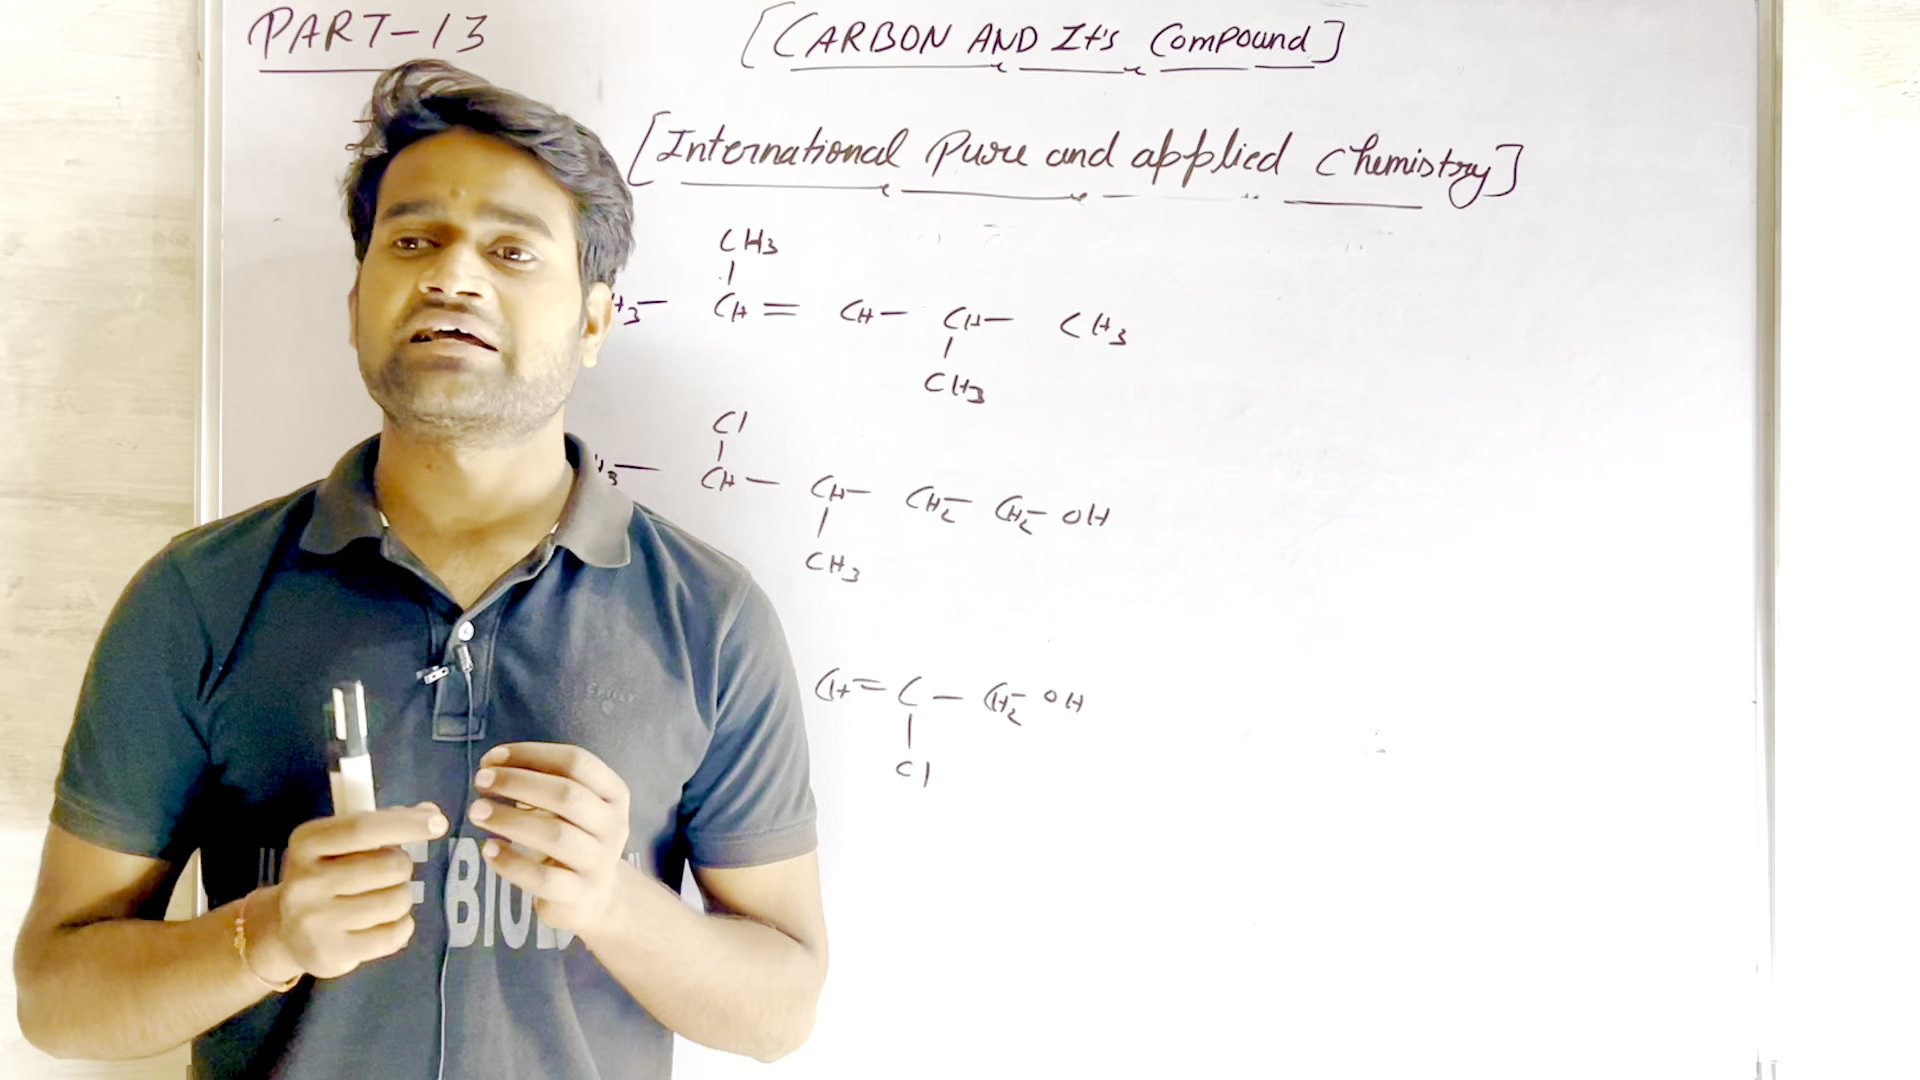 PART-13
[CARBON AND It's Compound]
[International Pure and applied Chemistry]
CH3
CH = CH - CH - CH3
CH3
Cl
CH - CH - CH2 - CH2 - OH
CH3
CH = C - CH2 - OH
Cl